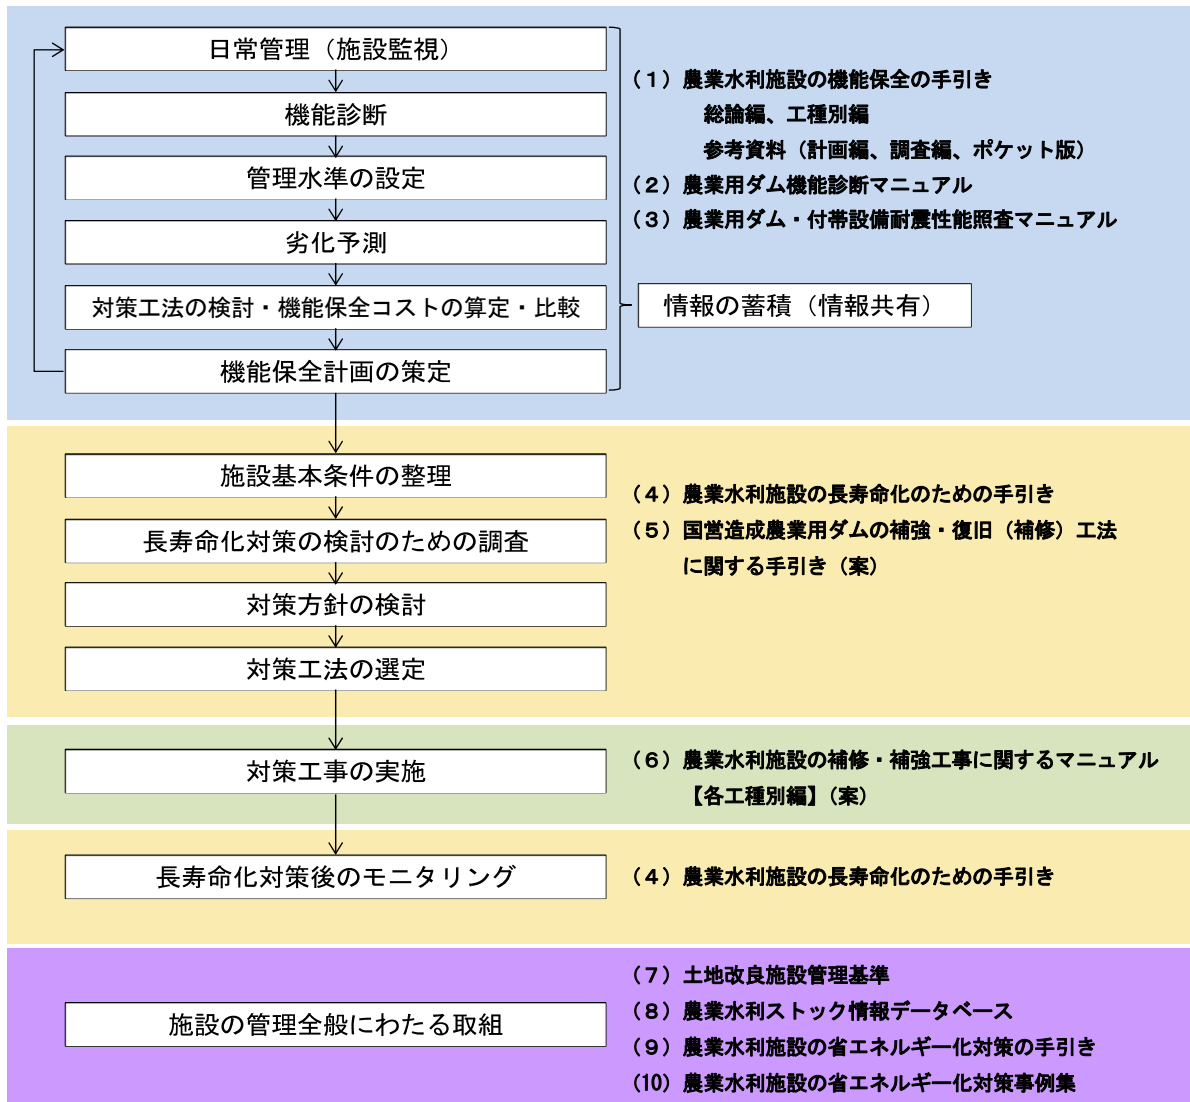 日常管理（施設監視）
機能診断
管理水準の設定
劣化予測
対策工法の検討・機能保全コストの算定・比較
機能保全計画の策定
（１）農業水利施設の機能保全の手引き
総論編、工種別編
参考資料（計画編、調査編、ポケット版）
（２）農業用ダム機能診断マニュアル
（３）農業用ダム・付帯設備耐震性能照査マニュアル
情報の蓄積（情報共有）
施設基本条件の整理
長寿命化対策の検討のための調査
対策方針の検討
対策工法の選定
（４）農業水利施設の長寿命化のための手引き
（５）国営造成農業用ダムの補強・復旧（補修）工法
に関する手引き（案）
対策工事の実施
（６）農業水利施設の補修・補強工事に関するマニュアル
【各工種別編】（案）
長寿命化対策後のモニタリング
（４）農業水利施設の長寿命化のための手引き
施設の管理全般にわたる取組
（７）土地改良施設管理基準
（８）農業水利ストック情報データベース
（９）農業水利施設の省エネルギー化対策の手引き
（10）農業水利施設の省エネルギー化対策事例集